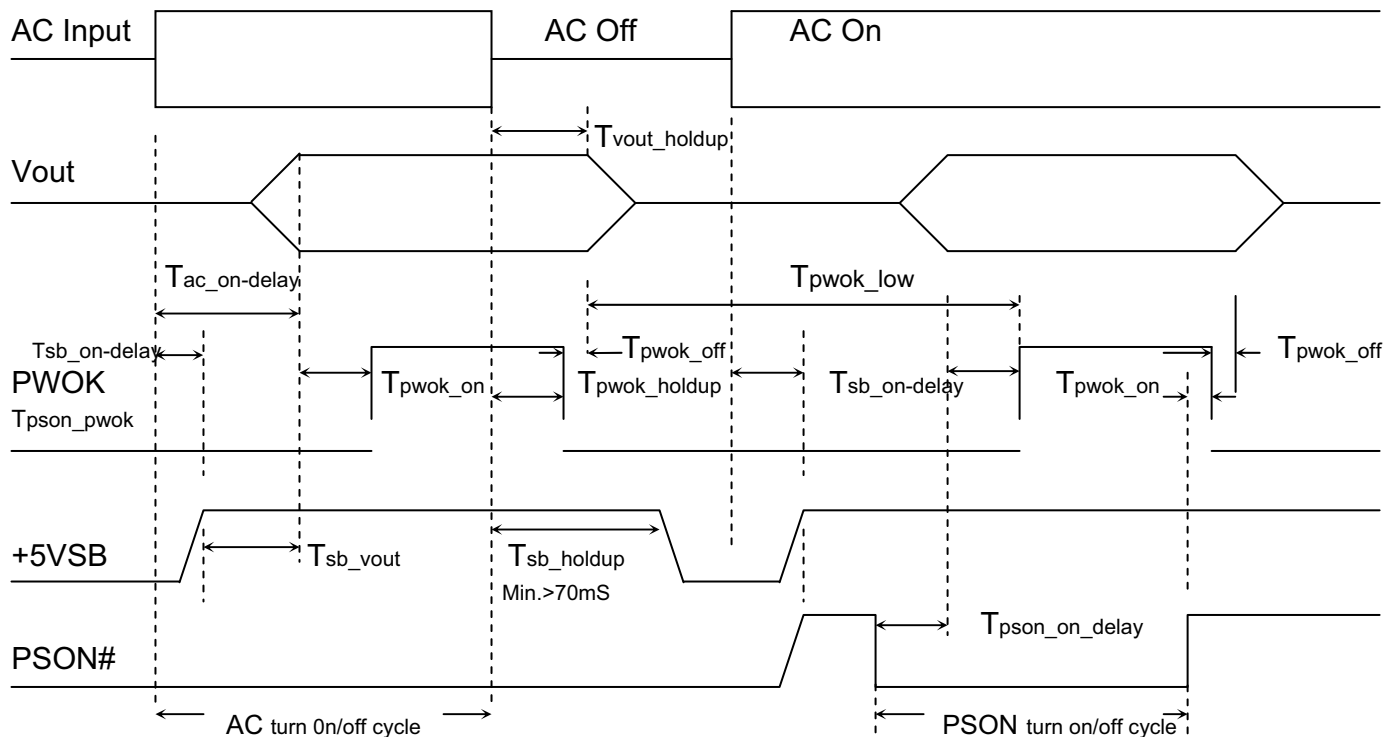 AC Input
AC Off
AC On
Tvout_holdup
Vout
Tac_on-delay
Tpwok_low
Tsb_on-delay
Tpwok_off
Tpwok_off
PWOK
Tpwok_on
Tpwok_holdup
Tsb_on-delay
Tpwok_on
Tpson_pwok
+5VSB
Tsb_vout
Tsb_holdup
Min.>70mS
Tpson_on_delay
PSON#
AC turn 0n/off cycle
PSON turn on/off cycle